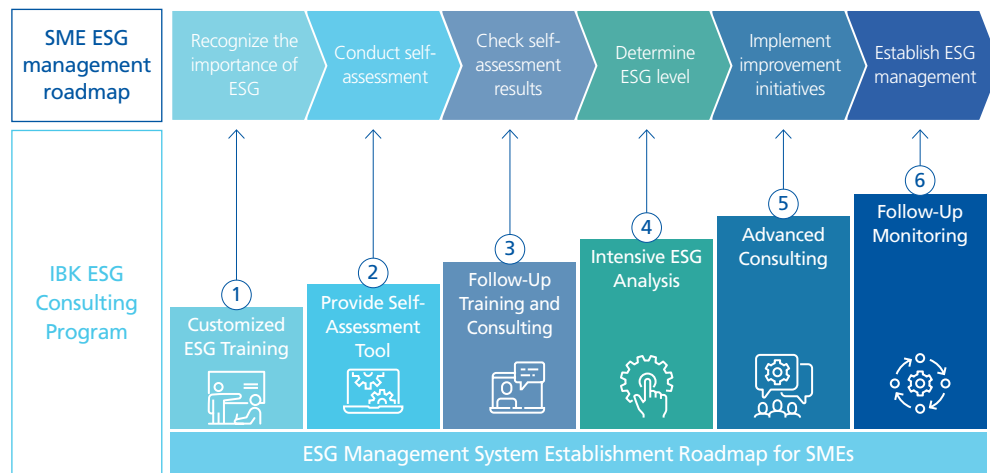 SME ESG
management
roadmap
Recognize the
importance of
ESG
Conduct self-
assessment
Check self-
assessment
results
Determine
ESG level
Implement
improvement
initiatives
Establish ESG
management
IBK ESG
Consulting
Program
1
Customized
ESG Training
2
Provide Self-
Assessment
Tool
3
Follow-Up
Training and
Consulting
4
Intensive ESG
Analysis
5
Advanced
Consulting
6
Follow-Up
Monitoring
ESG Management System Establishment Roadmap for SMEs